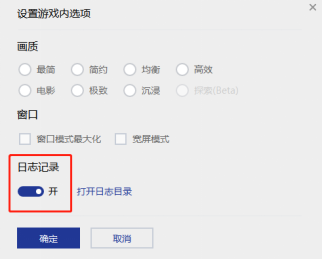 设置游戏内选项
画质
最简 简约 均衡 高效
电影 极致 沉浸 探索(Beta)
窗口
窗口模式最大化 宽屏模式
日志记录
开 打开日志目录
确定 取消